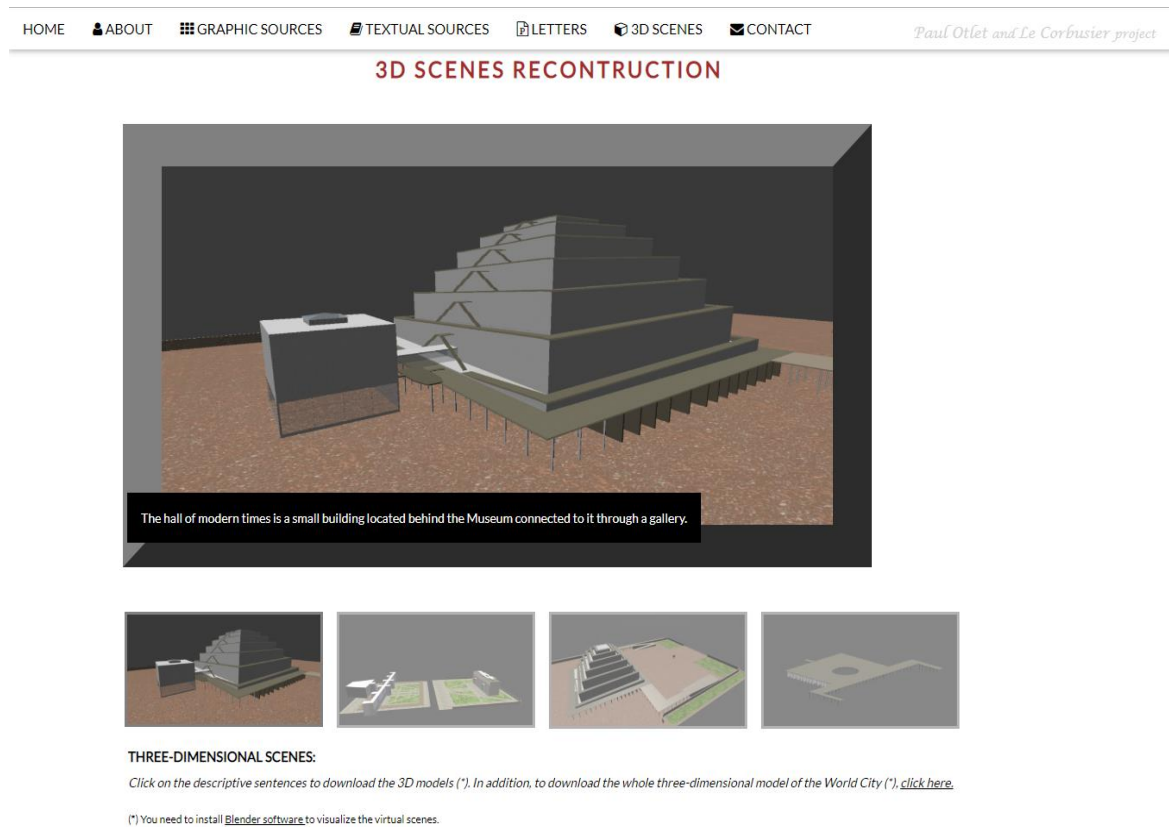 HOME ABOUT GRAPHIC SOURCES TEXTUAL SOURCES LETTERS 3D SCENES CONTACT Paul Otlet and Le Corbusier project
3D SCENES RECONTRUCTION
The hall of modern times is a small building located behind the Museum connected to it through a gallery.
THREE-DIMENSIONAL SCENES:
Click on the descriptive sentences to download the 3D models (*). In addition, to download the whole three-dimensional model of the World City (*), click here.
(*) You need to install Blender software to visualize the virtual scenes.